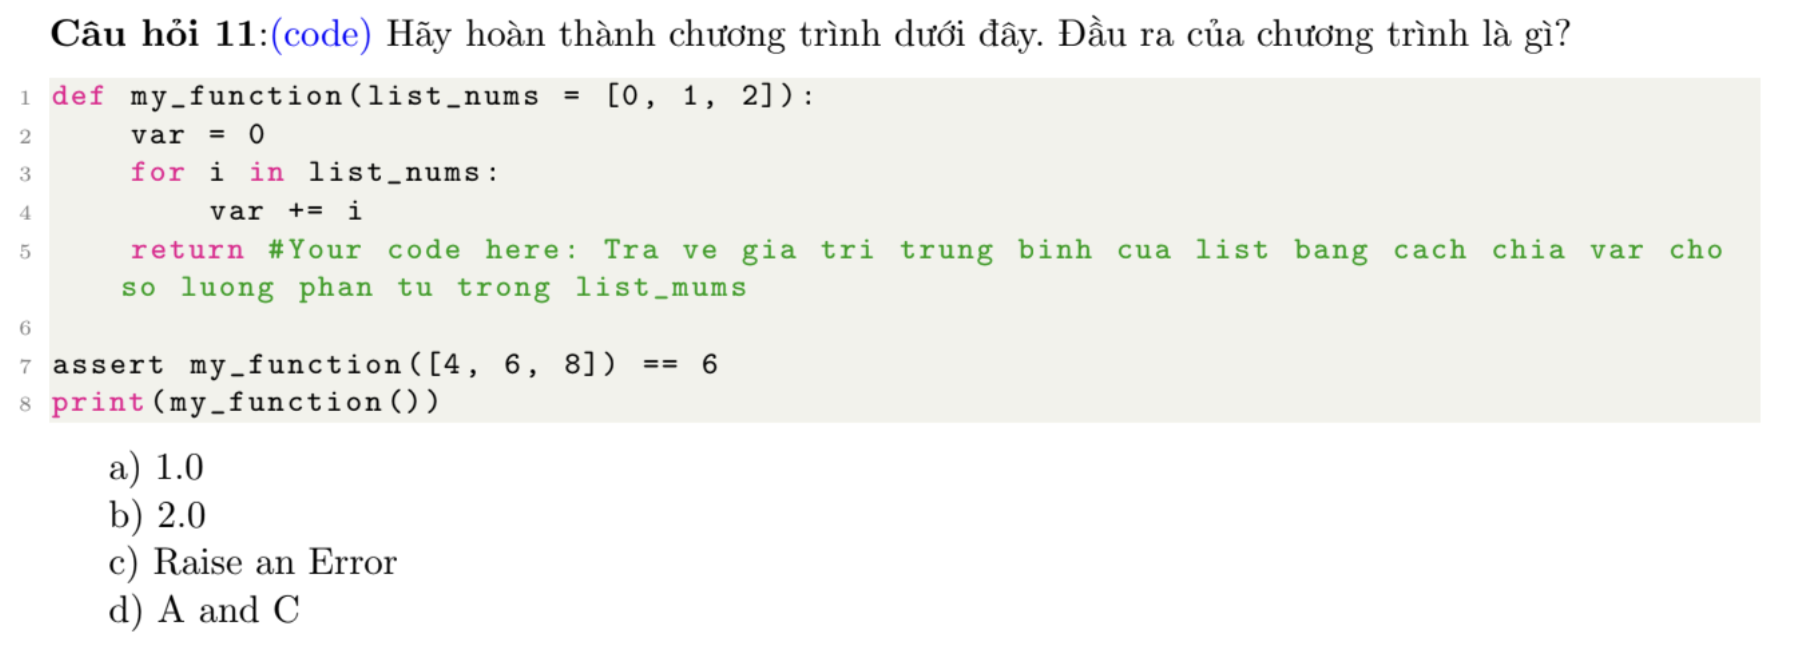 Câu hỏi 11:(code) Hãy hoàn thành chương trình dưới đây. Đầu ra của chương trình là gì?
1 def my_function(list_nums = [0, 1, 2]):
2     var = 0
3     for i in list_nums:
4         var += i
5     return #Your code here: Tra ve gia tri trung binh cua list bang cach chia var cho
so luong phan tu trong list_mums
6
7 assert my_function([4, 6, 8]) == 6
8 print(my_function())
a) 1.0
b) 2.0
c) Raise an Error
d) A and C